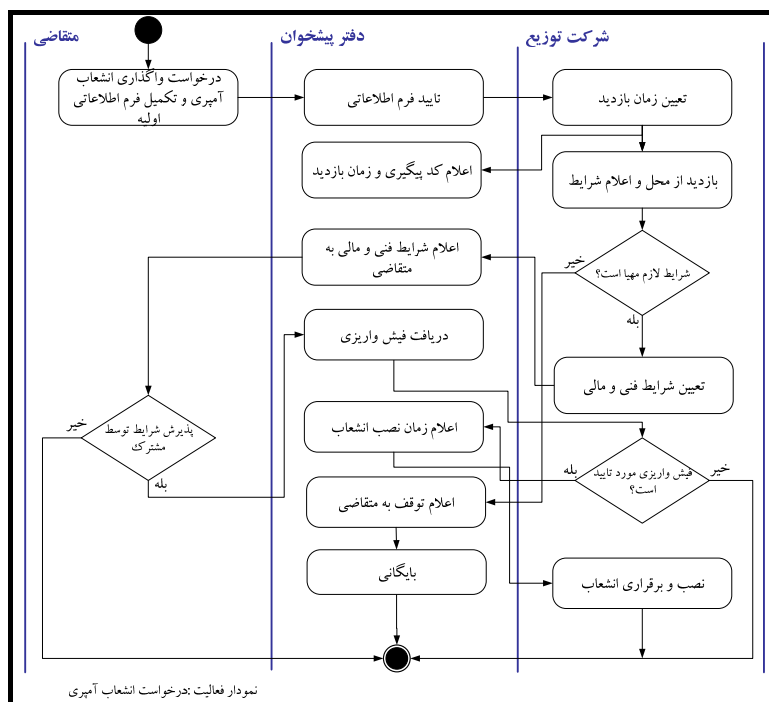 شرکت توزیع
دفتر پیشخوان
متقاضی
درخواست واگذاری انشعاب
آمپری و تکمیل فرم اطلاعاتی
اولیه
تایید فرم اطلاعاتی
تعیین زمان بازدید
اعلام کد پیگیری و زمان بازدید
بازدید از محل و اعلام شرایط
شرایط لازم مهیا است؟
خیر
بله
اعلام شرایط فنی و مالی به
متقاضی
دریافت فیش واریزی
تعیین شرایط فنی و مالی
پذیرش شرایط توسط
مشترک
خیر
بله
اعلام زمان نصب انشعاب
فیش واریزی مورد تایید
است؟
بله
خیر
اعلام توقف به متقاضی
بایگانی
نصب و برقراری انشعاب
نمودار فعالیت :درخواست انشعاب آمپری